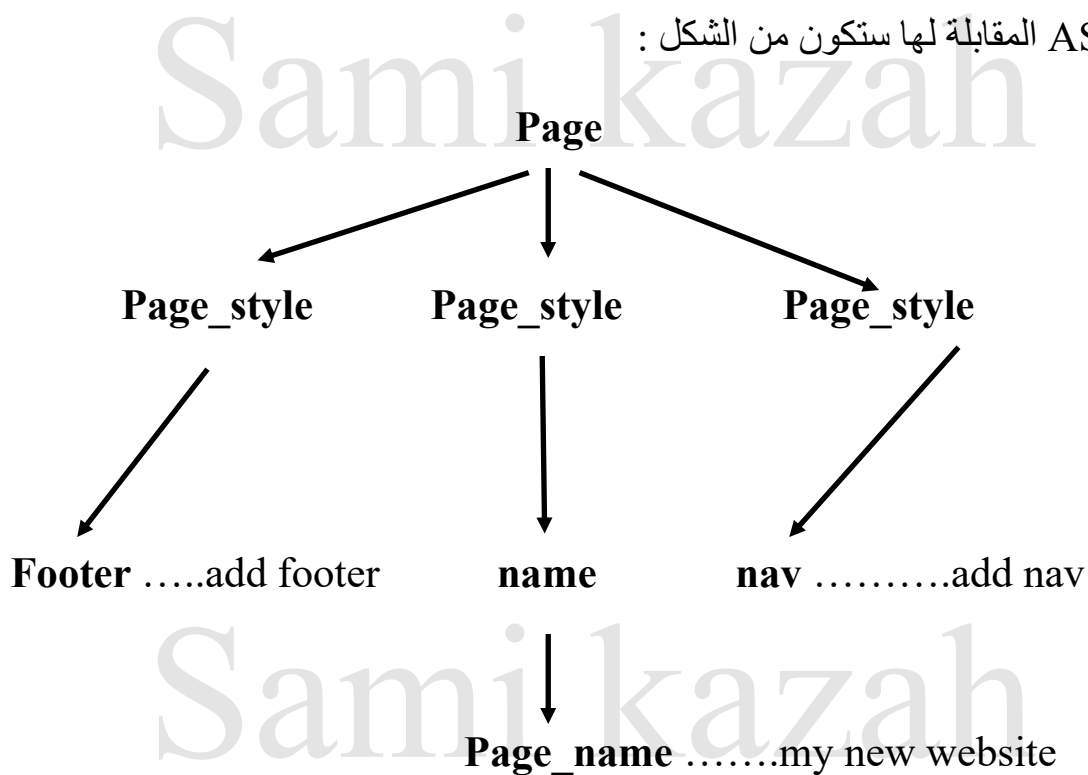 AS المقابلة لها ستكون من الشكل :
Sami kazah
Page
Page_style Page_style Page_style
Footer …..add footer name nav ……….add nav
Sami kazah
Page_name …….my new website